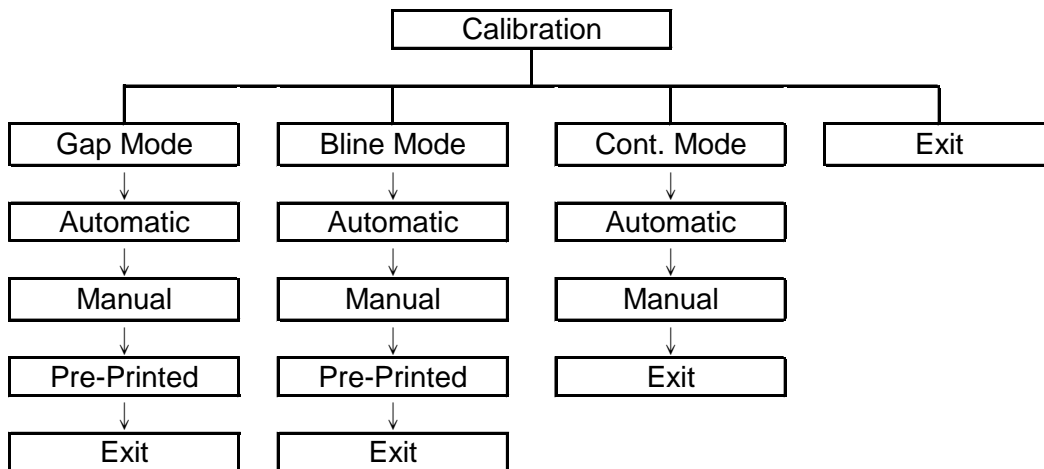 Calibration
Gap Mode
Bline Mode
Cont. Mode
Exit
Automatic
Automatic
Automatic
Manual
Manual
Manual
Pre-Printed
Pre-Printed
Exit
Exit
Exit